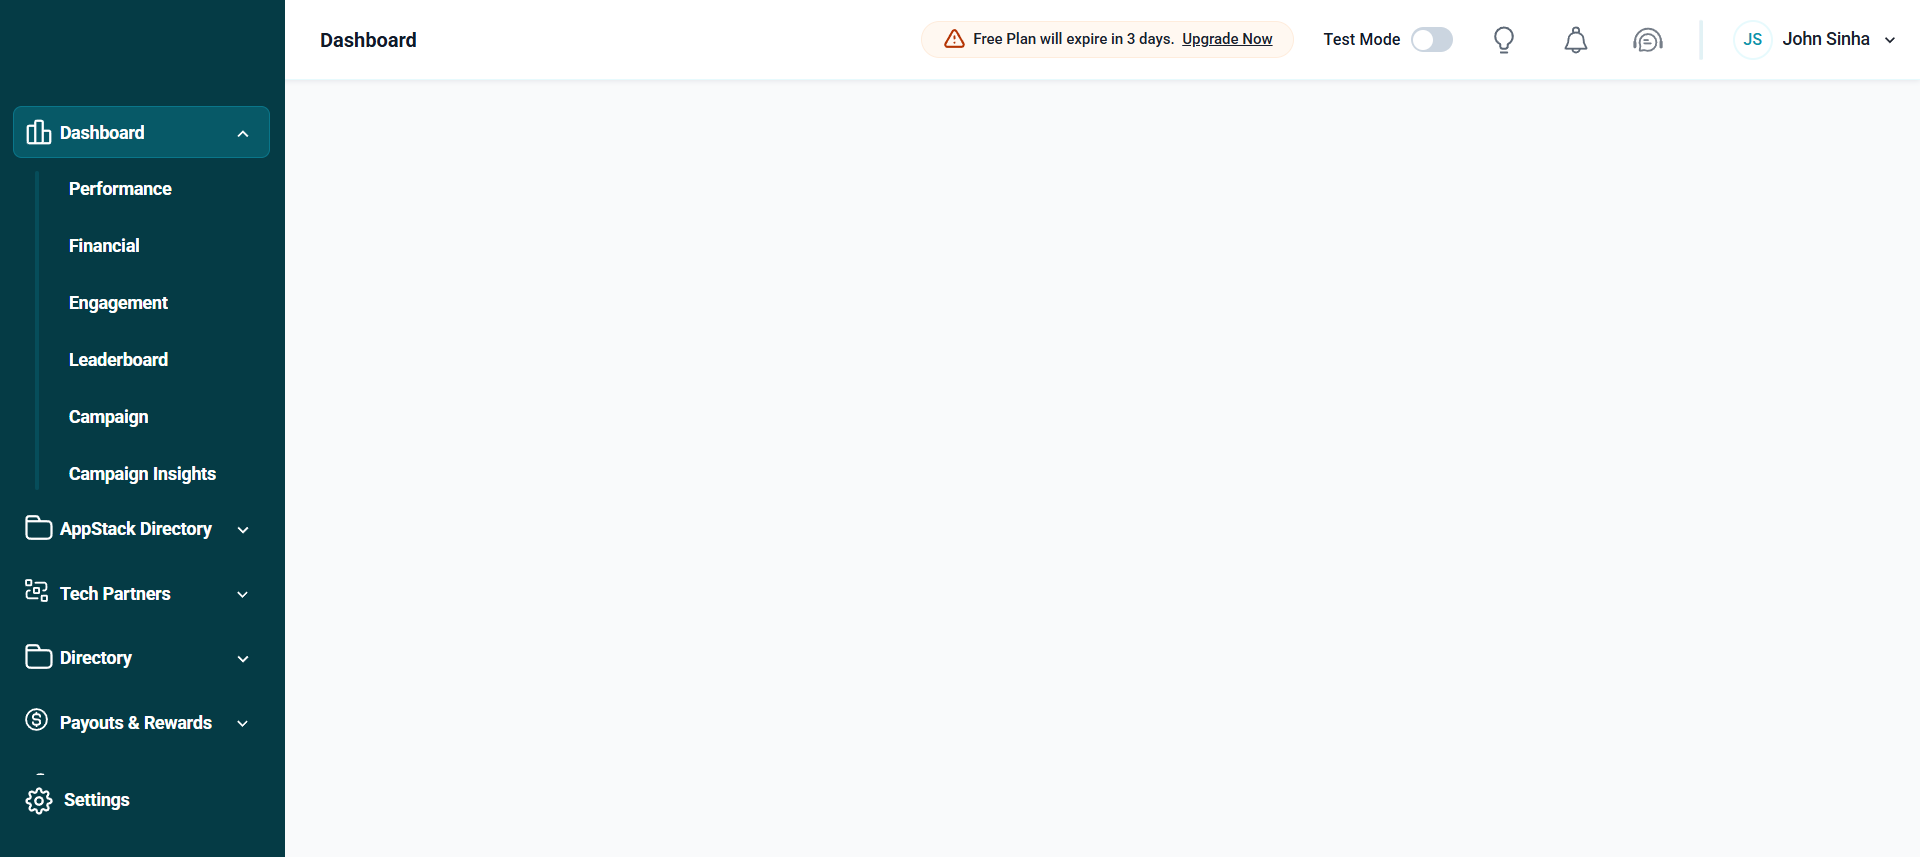 Dashboard
Free Plan will expire in 3 days. Upgrade Now
Test Mode
JS
John Sinha
Dashboard
Performance
Financial
Engagement
Leaderboard
Campaign
Campaign Insights
AppStack Directory
Tech Partners
Directory
Payouts & Rewards
Settings